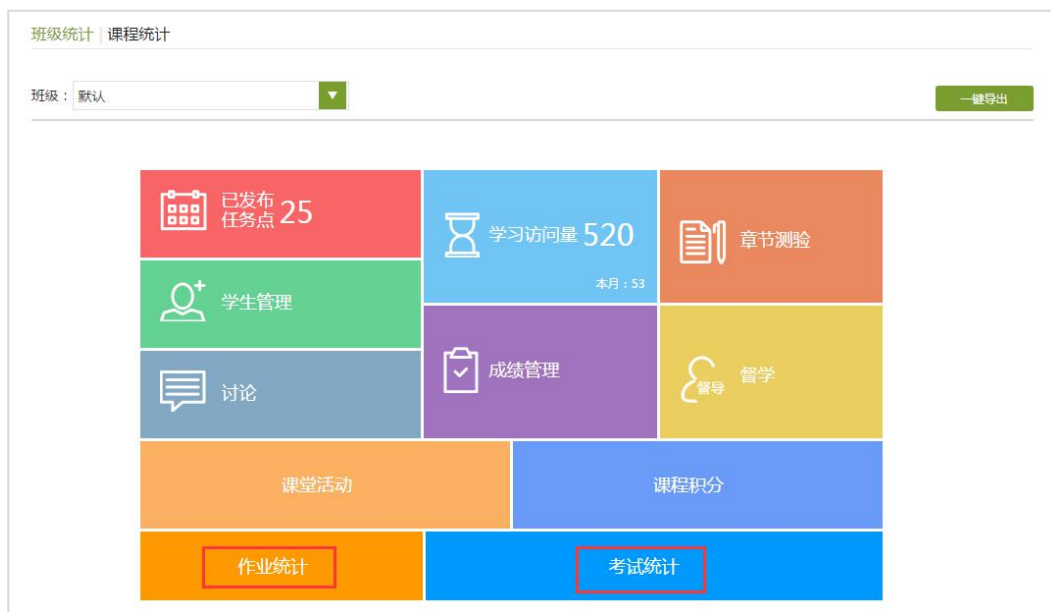 班级统计 | 课程统计
班级： 默认
一键导出
已发布
任务点 25
学习访问量 520
本月：53
章节测验
学生管理
成绩管理
督导
督学
讨论
课堂活动
课程积分
作业统计
考试统计